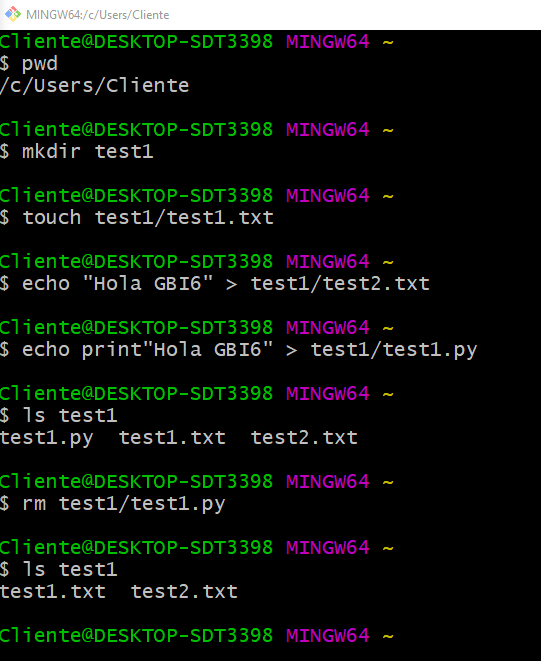 MINGW64:/c/Users/Cliente
Cliente@DESKTOP-SDT3398 MINGW64 ~
$ pwd
/c/Users/Cliente
Cliente@DESKTOP-SDT3398 MINGW64 ~
$ mkdir test1
Cliente@DESKTOP-SDT3398 MINGW64 ~
$ touch test1/test1.txt
Cliente@DESKTOP-SDT3398 MINGW64 ~
$ echo "Hola GBI6" > test1/test2.txt
Cliente@DESKTOP-SDT3398 MINGW64 ~
$ echo print"Hola GBI6" > test1/test1.py
Cliente@DESKTOP-SDT3398 MINGW64 ~
$ ls test1
test1.py  test1.txt  test2.txt
Cliente@DESKTOP-SDT3398 MINGW64 ~
$ rm test1/test1.py
Cliente@DESKTOP-SDT3398 MINGW64 ~
$ ls test1
test1.txt  test2.txt
Cliente@DESKTOP-SDT3398 MINGW64 ~